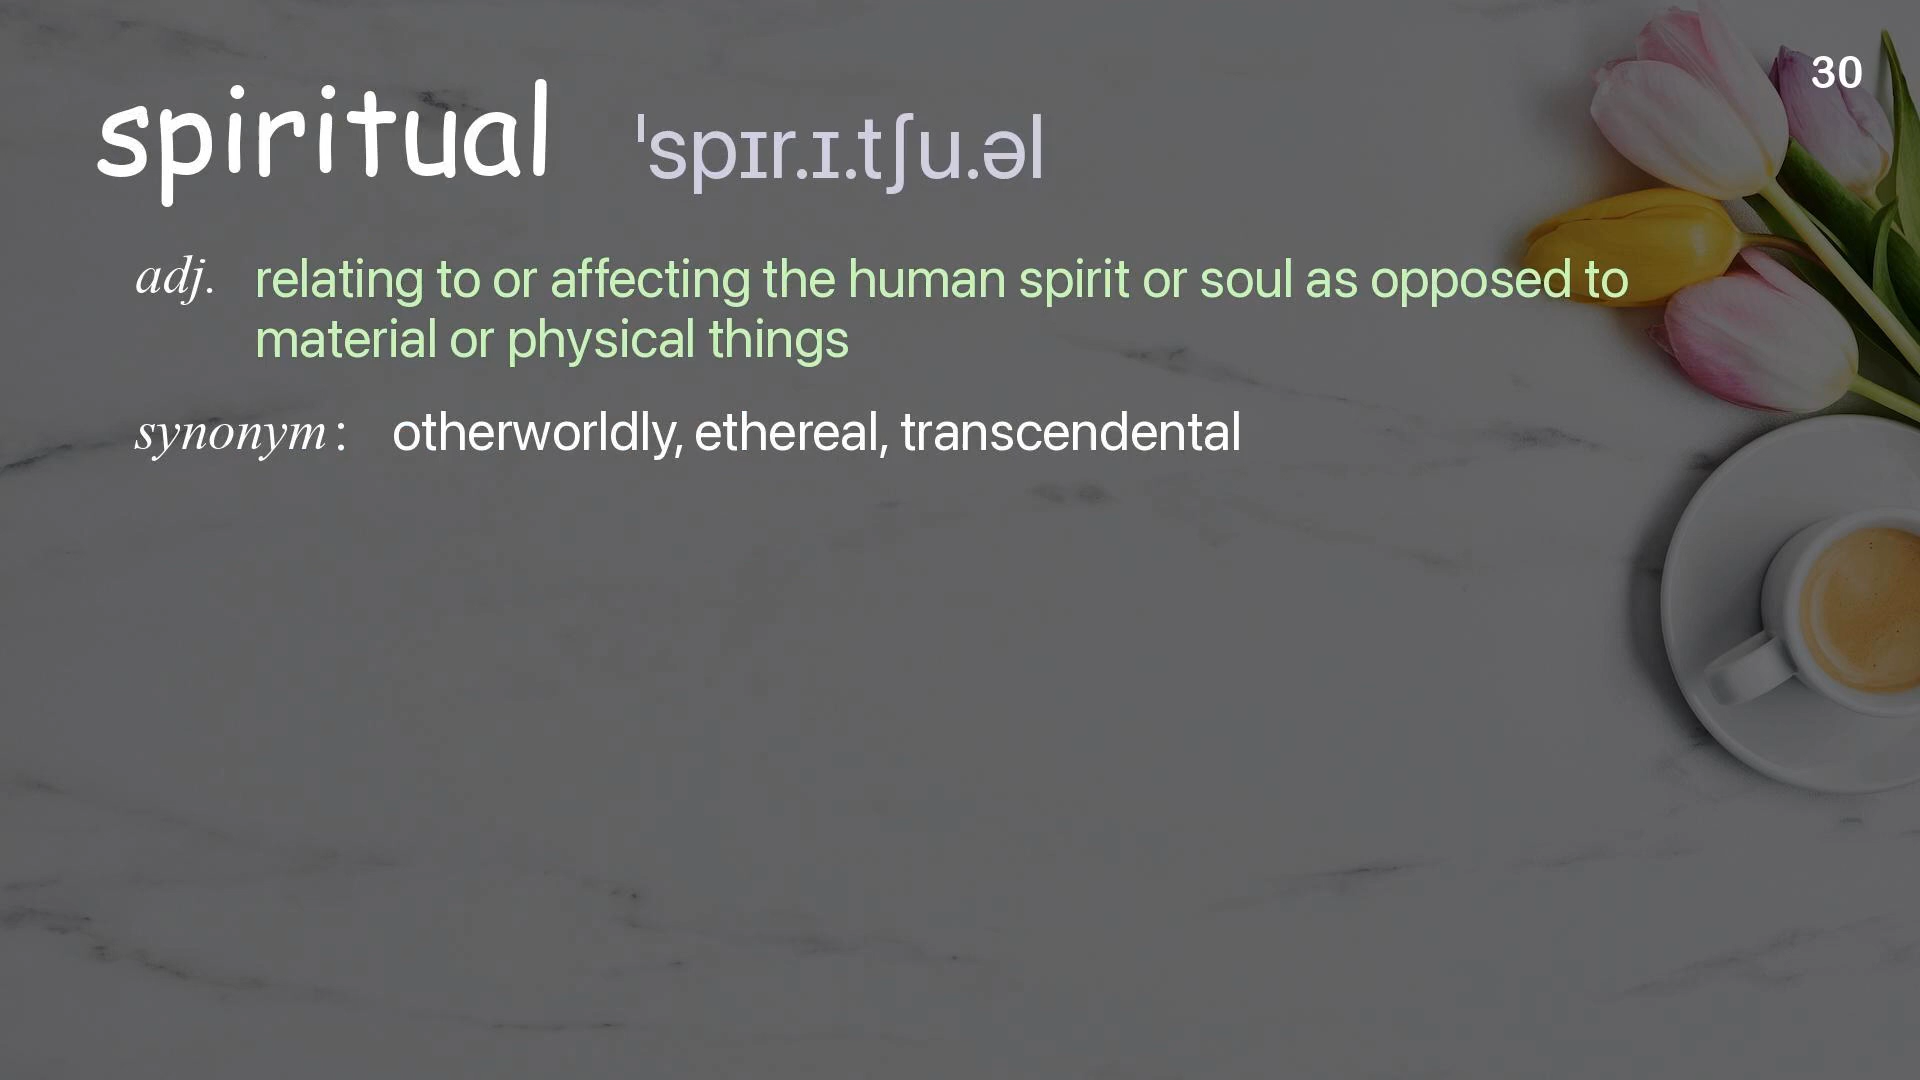 30
spiritual ˈspɪr.ɪ.tʃu.əl
adj. relating to or affecting the human spirit or soul as opposed to
material or physical things
synonym: otherworldly, ethereal, transcendental